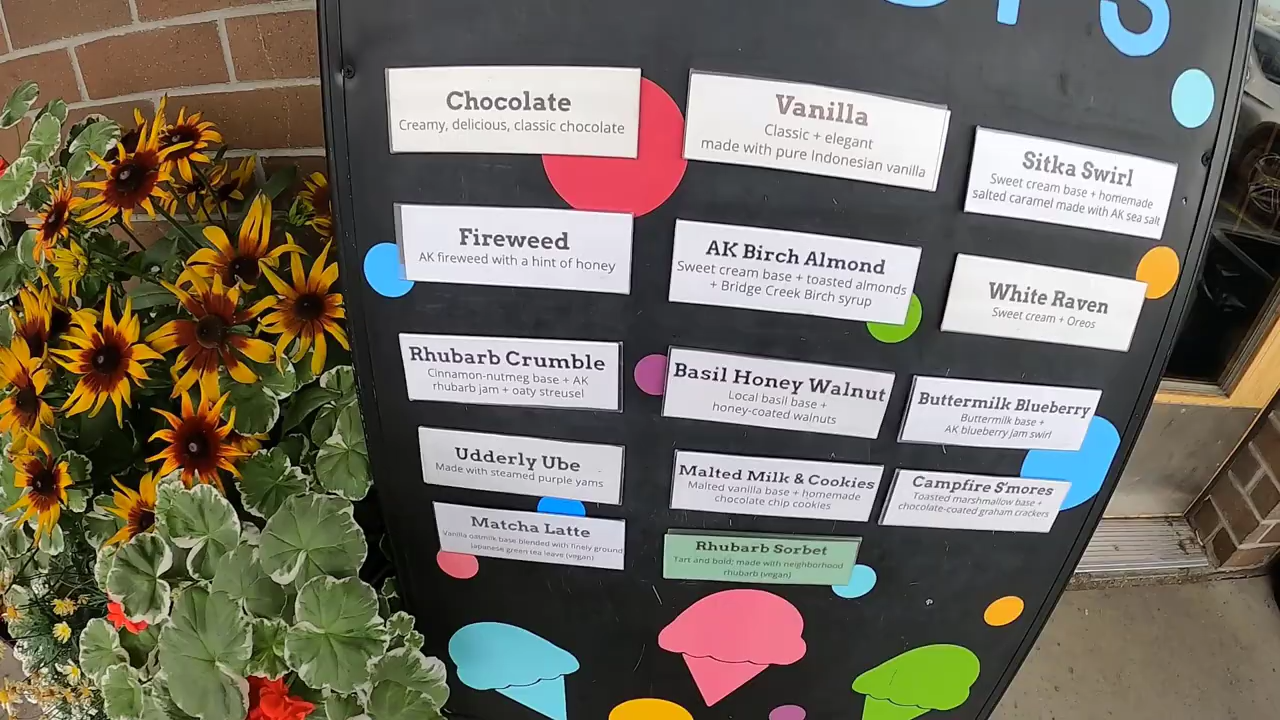 Chocolate
Creamy, delicious, classic chocolate
Vanilla
Classic + elegant
made with pure Indonesian vanilla
Sitka Swirl
Sweet cream base + homemade
salted caramel made with AK sea salt
Fireweed
AK fireweed with a hint of honey
AK Birch Almond
Sweet cream base + toasted almonds
+ Bridge Creek Birch syrup
White Raven
Sweet cream + Oreos
Rhubarb Crumble
Cinnamon-nutmeg base + AK
rhubarb jam + oaty streusel
Basil Honey Walnut
Local basil base +
honey-coated walnuts
Buttermilk Blueberry
Buttermilk base +
AK blueberry jam swirl
Udderly Ube
Made with steamed purple yams
Malted Milk & Cookies
Malted vanilla base + homemade
chocolate chip cookies
Campfire S'mores
Toasted marshmallow base +
chocolate-coated graham crackers
Matcha Latte
Vanilla oatmilk base blended with finely ground
Japanese green tea leave (vegan)
Rhubarb Sorbet
Tart and bold; made with neighborhood
rhubarb (vegan)